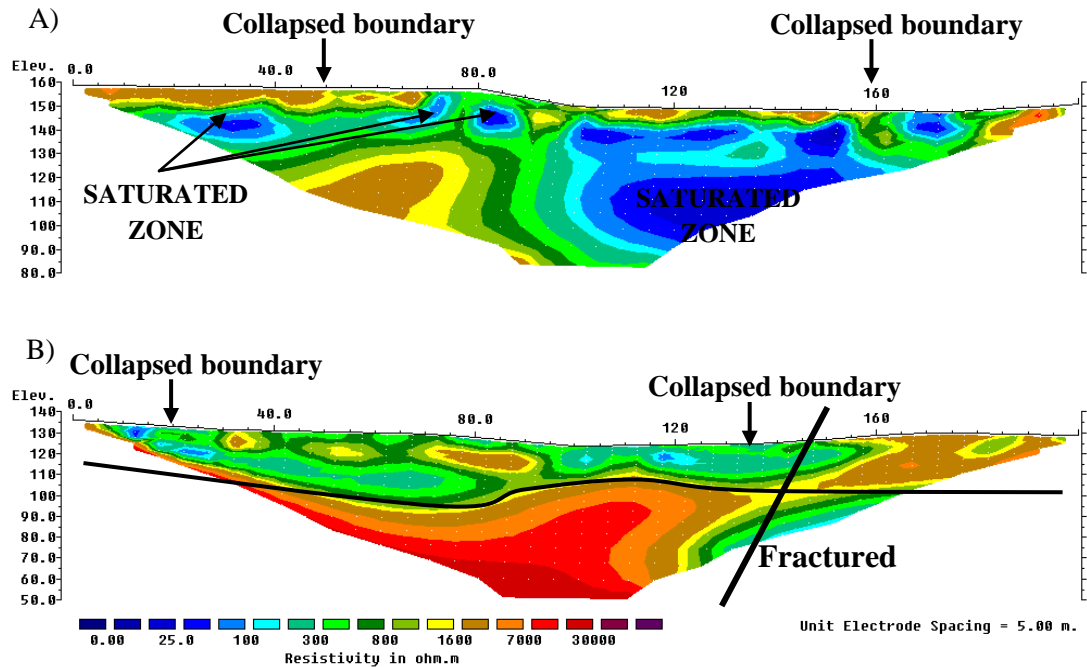 A)
Collapsed boundary
Collapsed boundary
Elev.
0.0
40.0
80.0
120
160
160
150
140
130
120
110
100
90.0
80.0
SATURATED
ZONE
SATURATED
ZONE
B)
Collapsed boundary
Collapsed boundary
Elev.
0.0
40.0
80.0
120
160
140
130
120
110
100
90.0
80.0
70.0
60.0
50.0
Fractured
0.00 25.0 100 300 800 1600 7000 30000
Resistivity in ohm.m
Unit Electrode Spacing = 5.00 m.